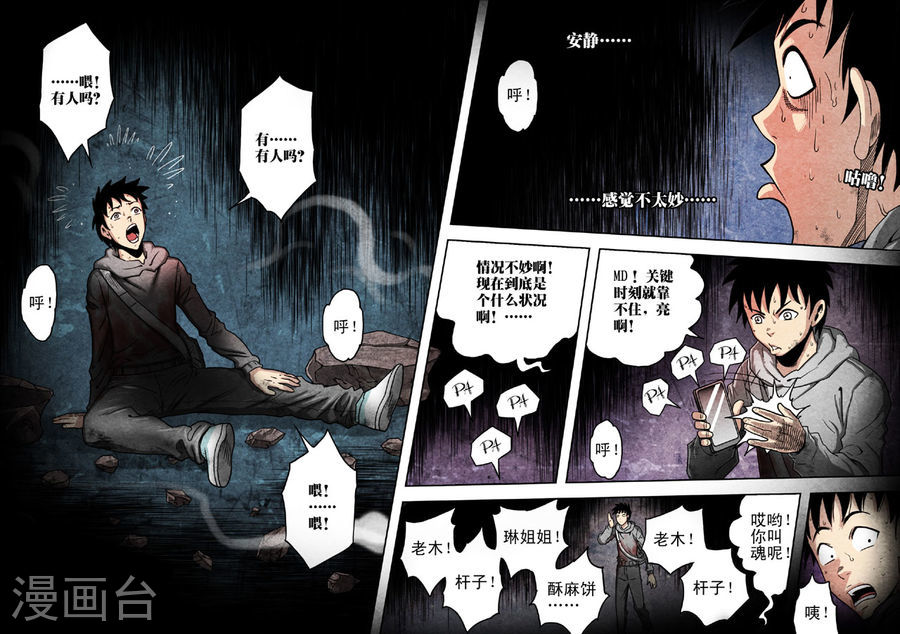 ……喂！
有人吗？
有……
有人吗？
呼！
呼！
喂！
……
喂！
安静……
呼！
咕噜！
……感觉不太妙……
情况不妙啊！
现在到底是
个什么状况
啊！……
PA
PA
PA
PA
MD！关键
时刻就靠
不住，亮
啊！
PA
PA
PA
呼！
老木！
杆子！
琳姐姐！
酥麻饼
……
老木！
杆子！
哎哟！
你叫
魂呢！
咦！
漫画台